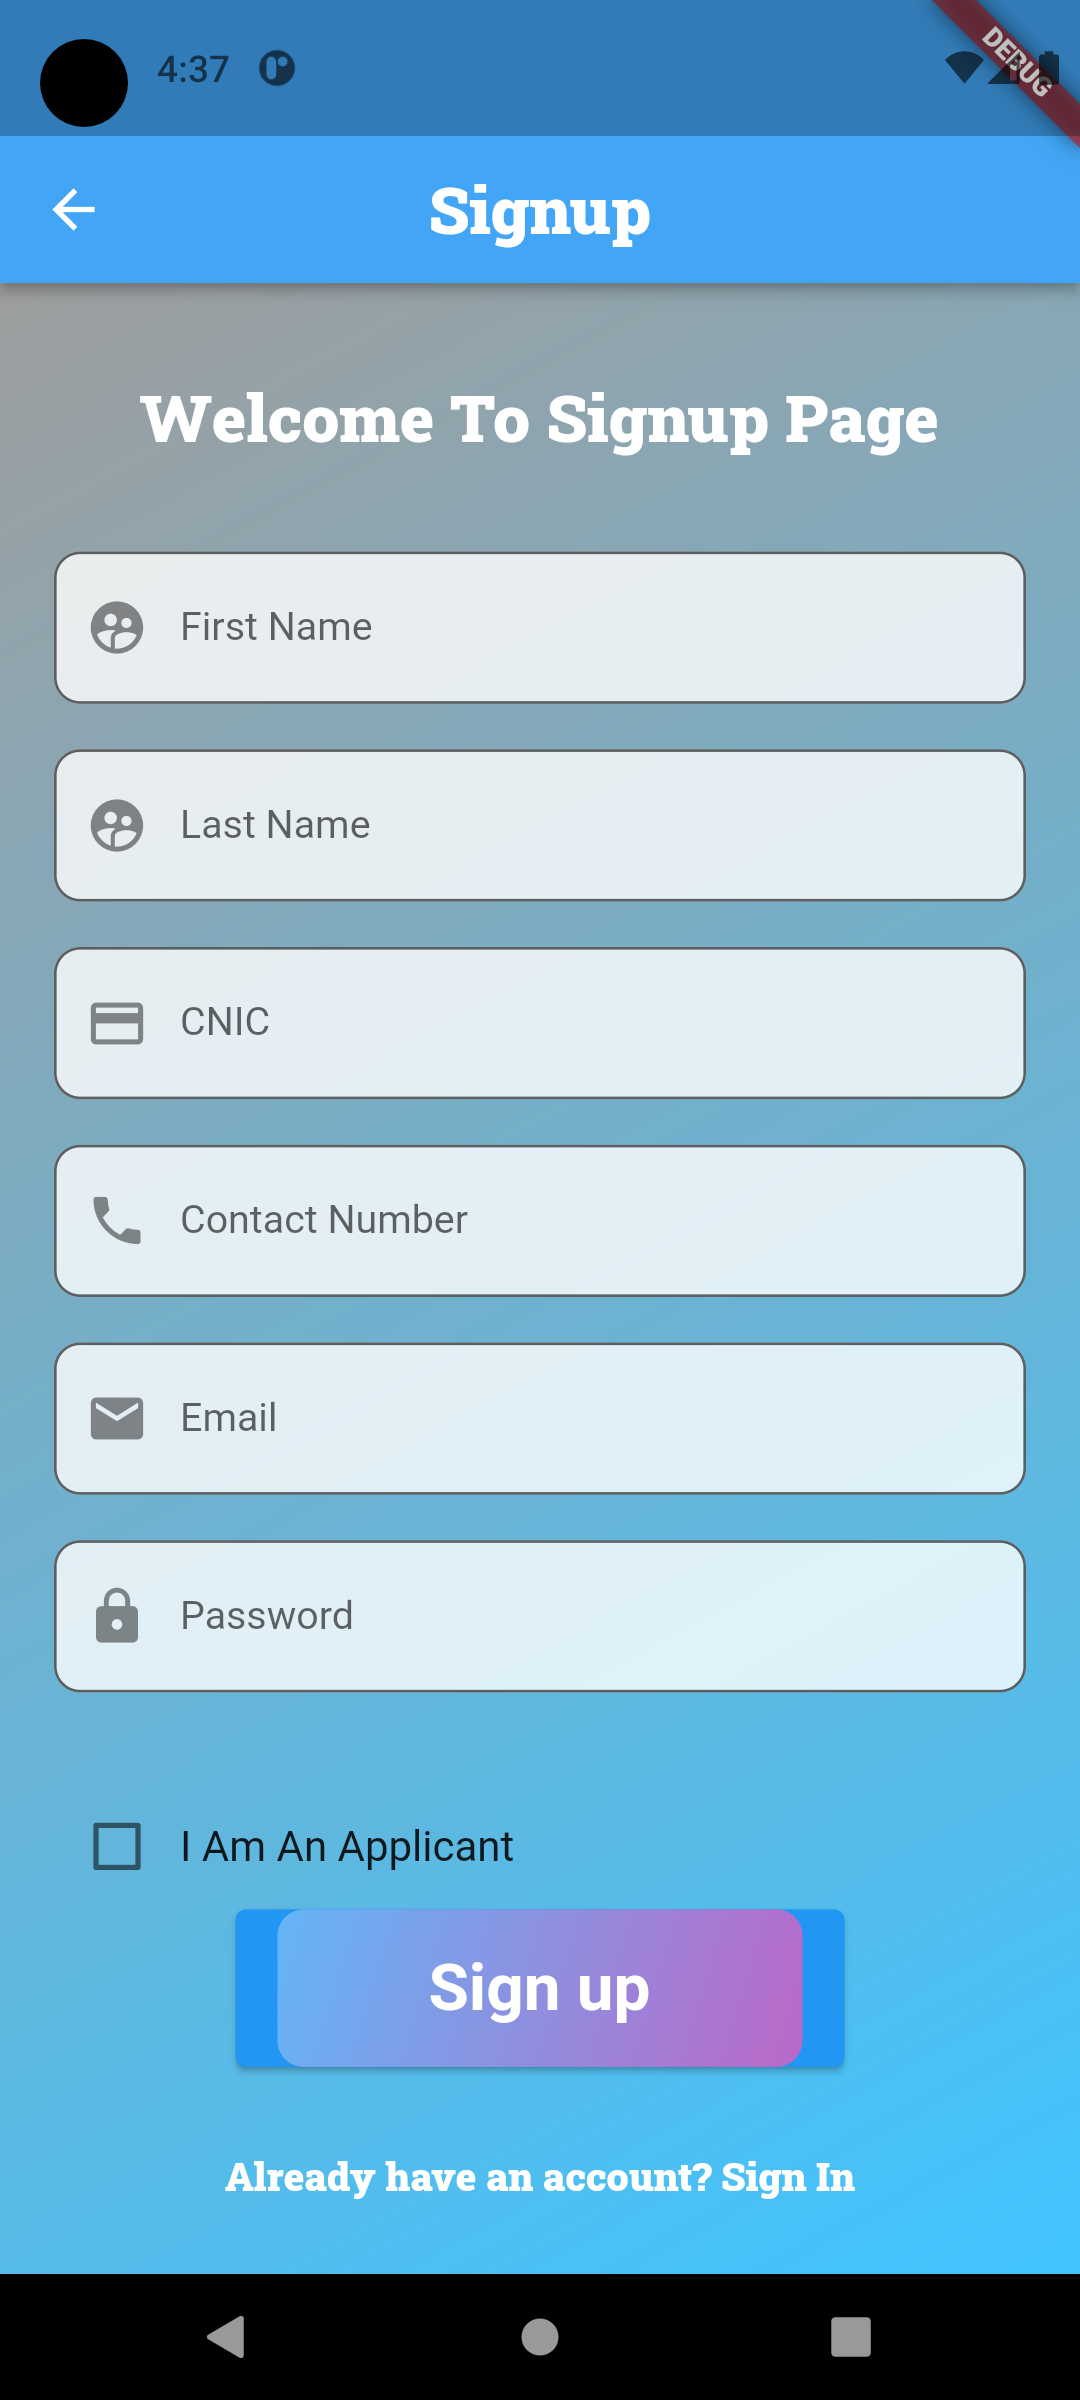 4:37
DEBUG
Signup
Welcome To Signup Page
First Name
Last Name
CNIC
Contact Number
Email
Password
I Am An Applicant
Sign up
Already have an account? Sign In